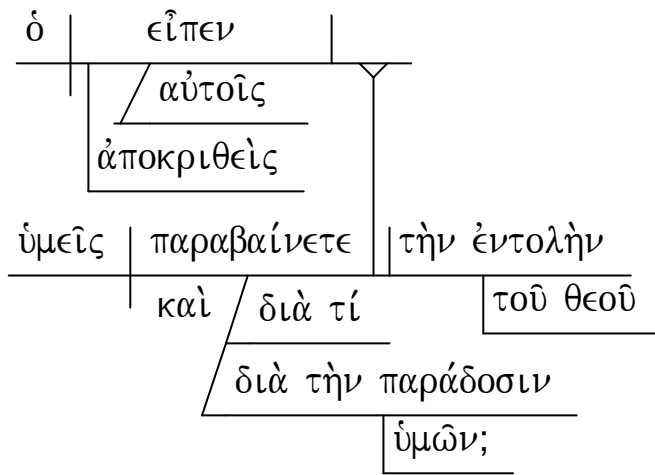 ὁ εἶπεν
αὐτοῖς
ἀποκριθεὶς
ὑμεῖς παραβαίνετε τὴν ἐντολὴν
καὶ διὰ τί τοῦ θεοῦ
διὰ τὴν παράδοσιν
ὑμῶν;